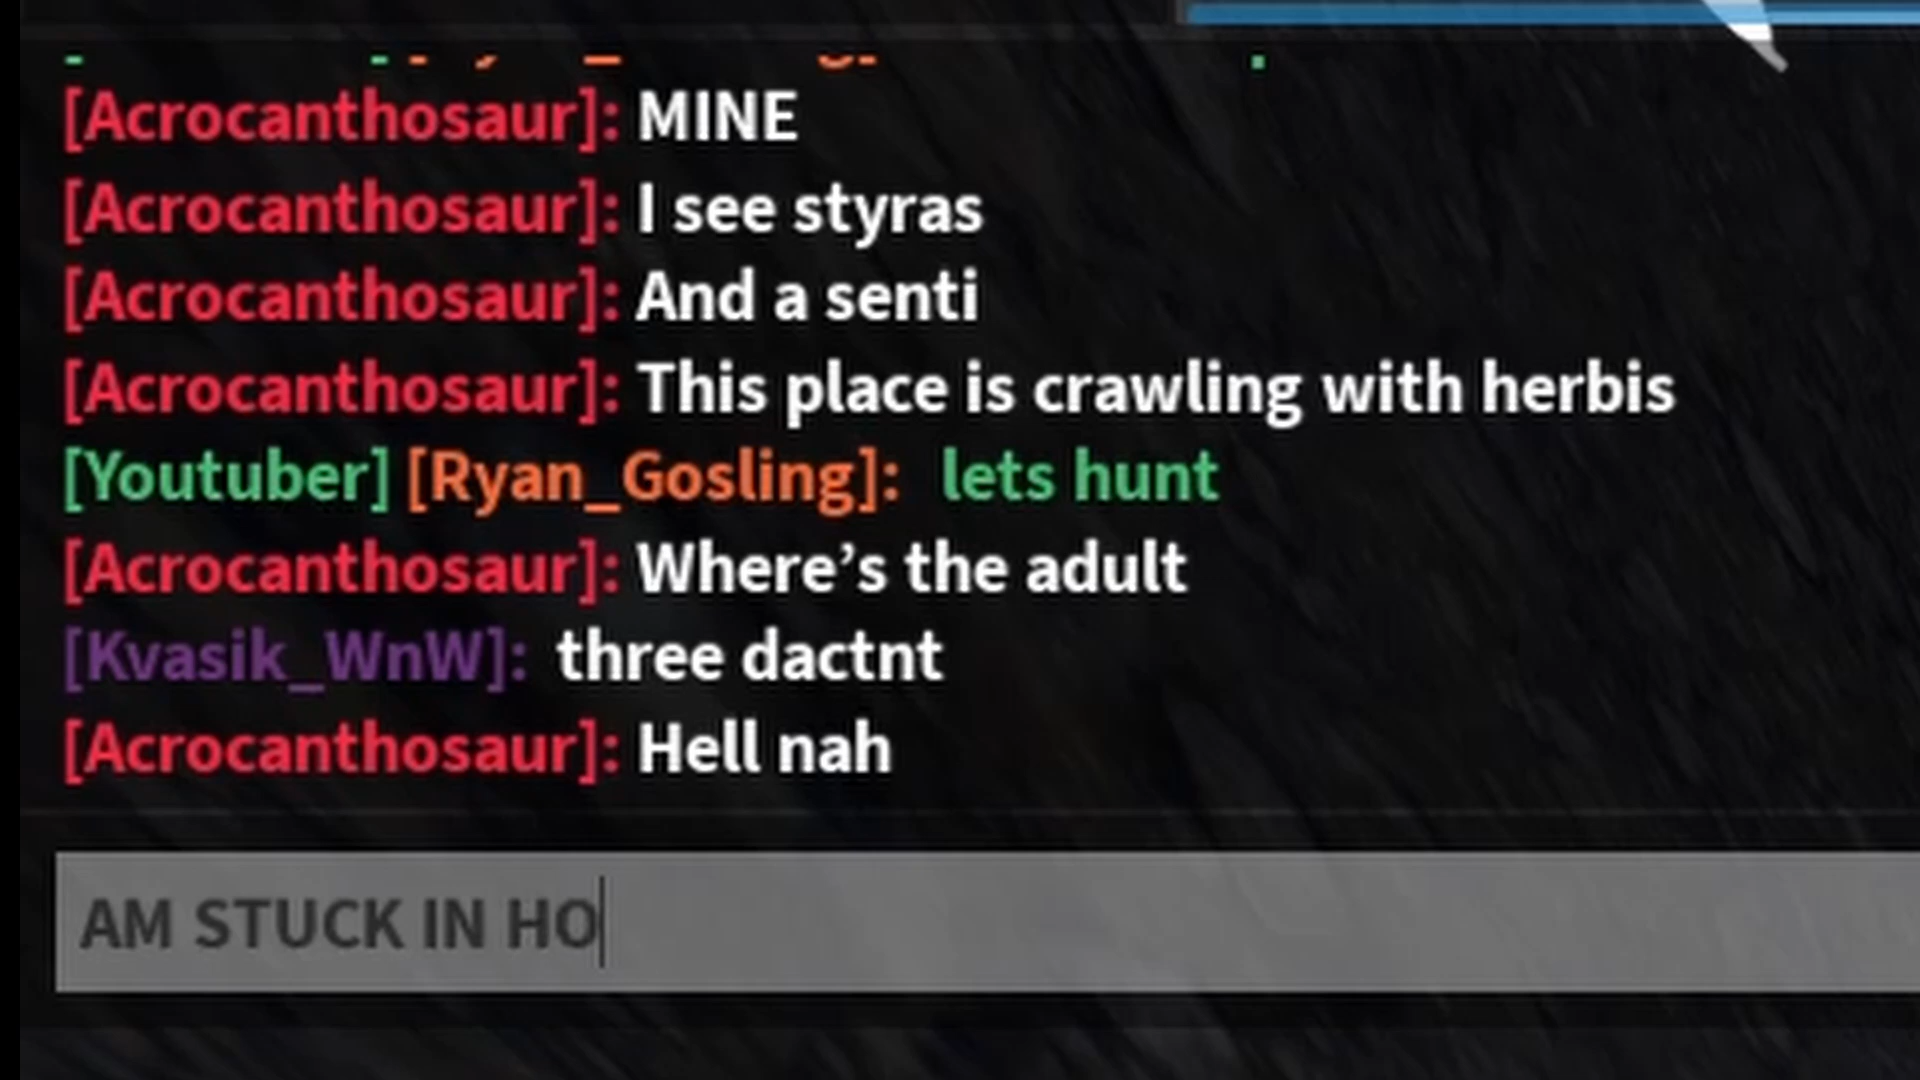 [Acrocanthosaur]: MINE
[Acrocanthosaur]: I see styras
[Acrocanthosaur]: And a senti
[Acrocanthosaur]: This place is crawling with herbis
[Youtuber] [Ryan_Gosling]: lets hunt
[Acrocanthosaur]: Where’s the adult
[Kvasik_WnW]: three dactnt
[Acrocanthosaur]: Hell nah
AM STUCK IN HO